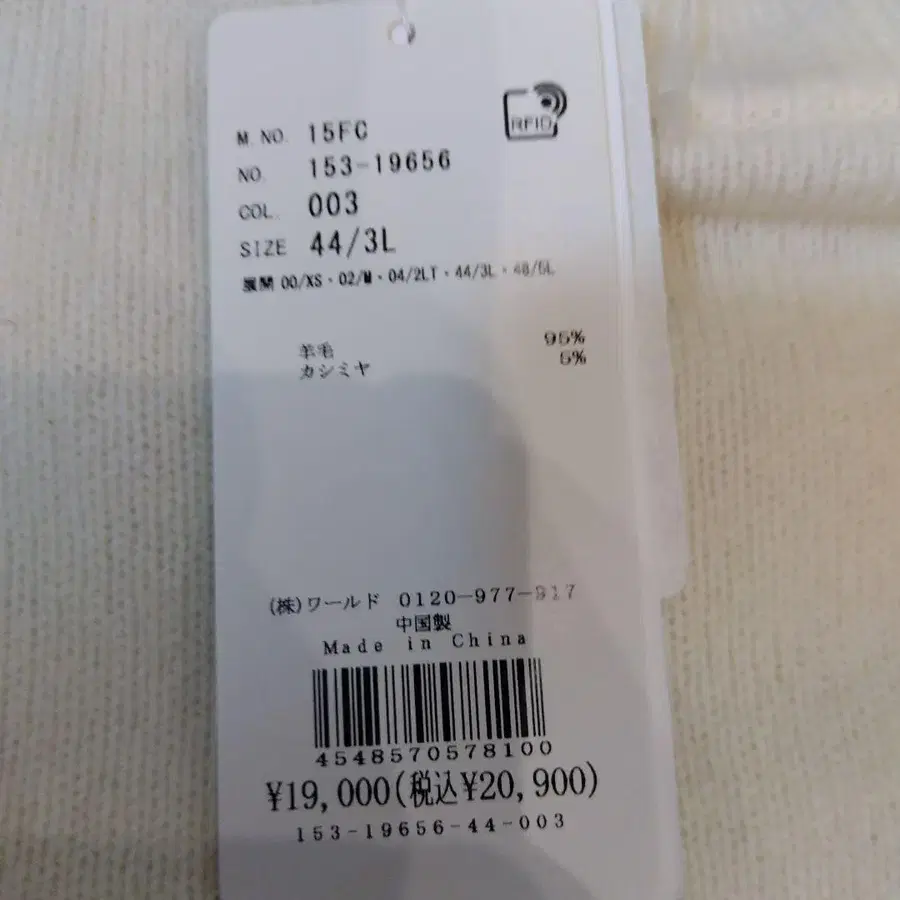 RFID
M. NO. 15FC
NO. 153-19656
COL. 003
SIZE 44/3L
展開 00/XS・02/M・04/2LT・44/3L・48/5L
羊毛 95%
カシミヤ 5%
(株)ワールド 0120-977-917
中国製
Made in China
4548570578100
¥19,000(税込¥20,900)
153-19656-44-003